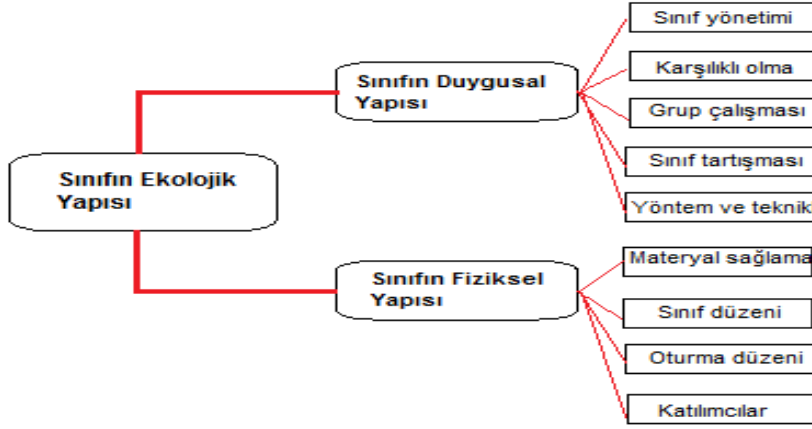 Sınıfın Ekolojik
Yapısı
Sınıfın Duygusal
Yapısı
Sınıf yönetimi
Karşılıklı olma
Grup çalışması
Sınıf tartışması
Yöntem ve teknik
Sınıfın Fiziksel
Yapısı
Materyal sağlama
Sınıf düzeni
Oturma düzeni
Katılımcılar